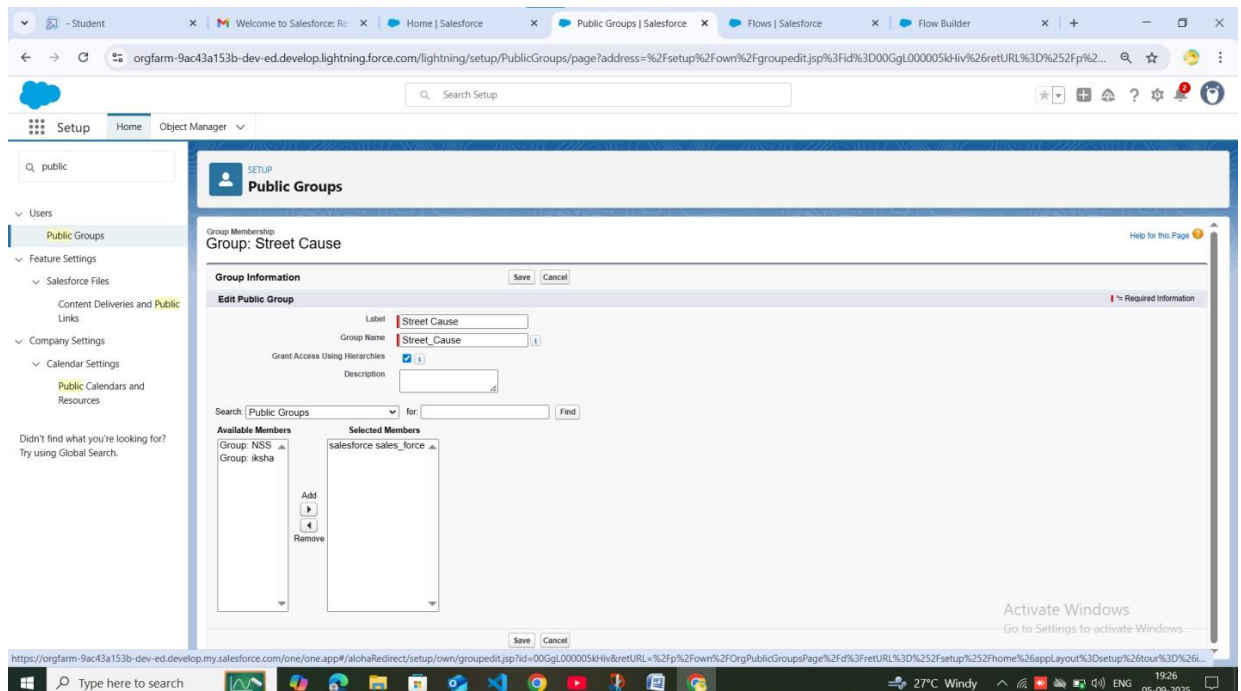 - Student
Welcome to Salesforce: Re
Home | Salesforce
Public Groups | Salesforce
Flows | Salesforce
Flow Builder
orgfarm-9ac43a153b-dev-ed.develop.lightning.force.com/lightning/setup/PublicGroups/page?address=%2Fsetup%2Fown%2Fgroupedit.jsp%3Fid%3D00GgL000005kHiv%26retURL%3D%252Fp%2...
Search Setup
Setup Home Object Manager
public
SETUP
Public Groups
Users
Public Groups
Feature Settings
Salesforce Files
Content Deliveries and Public
Links
Company Settings
Calendar Settings
Public Calendars and
Resources
Didn't find what you're looking for?
Try using Global Search.
Group Membership
Group: Street Cause
Help for this Page
Group Information Save Cancel
Edit Public Group = Required Information
Label Street Cause
Group Name Street_Cause
Grant Access Using Hierarchies
Description
Search: Public Groups for: Find
Available Members Selected Members
Group: NSS salesforce sales_force
Group: iksha
Add
Remove
Save Cancel
Activate Windows
Go to Settings to activate Windows.
https://orgfarm-9ac43a153b-dev-ed.develop.my.salesforce.com/one/one.app#/alohaRedirect/setup/own/groupedit.jsp?id=00GgL000005kHiv&retURL=%2Fp%2Fown%2FOrgPublicGroupsPage%2Fd%3FretURL%3D%252Fsetup%252Fhome%26appLayout%3Dsetup%26tour%3D%26i...
Type here to search
27°C Windy
ENG
19:26
05-09-2025